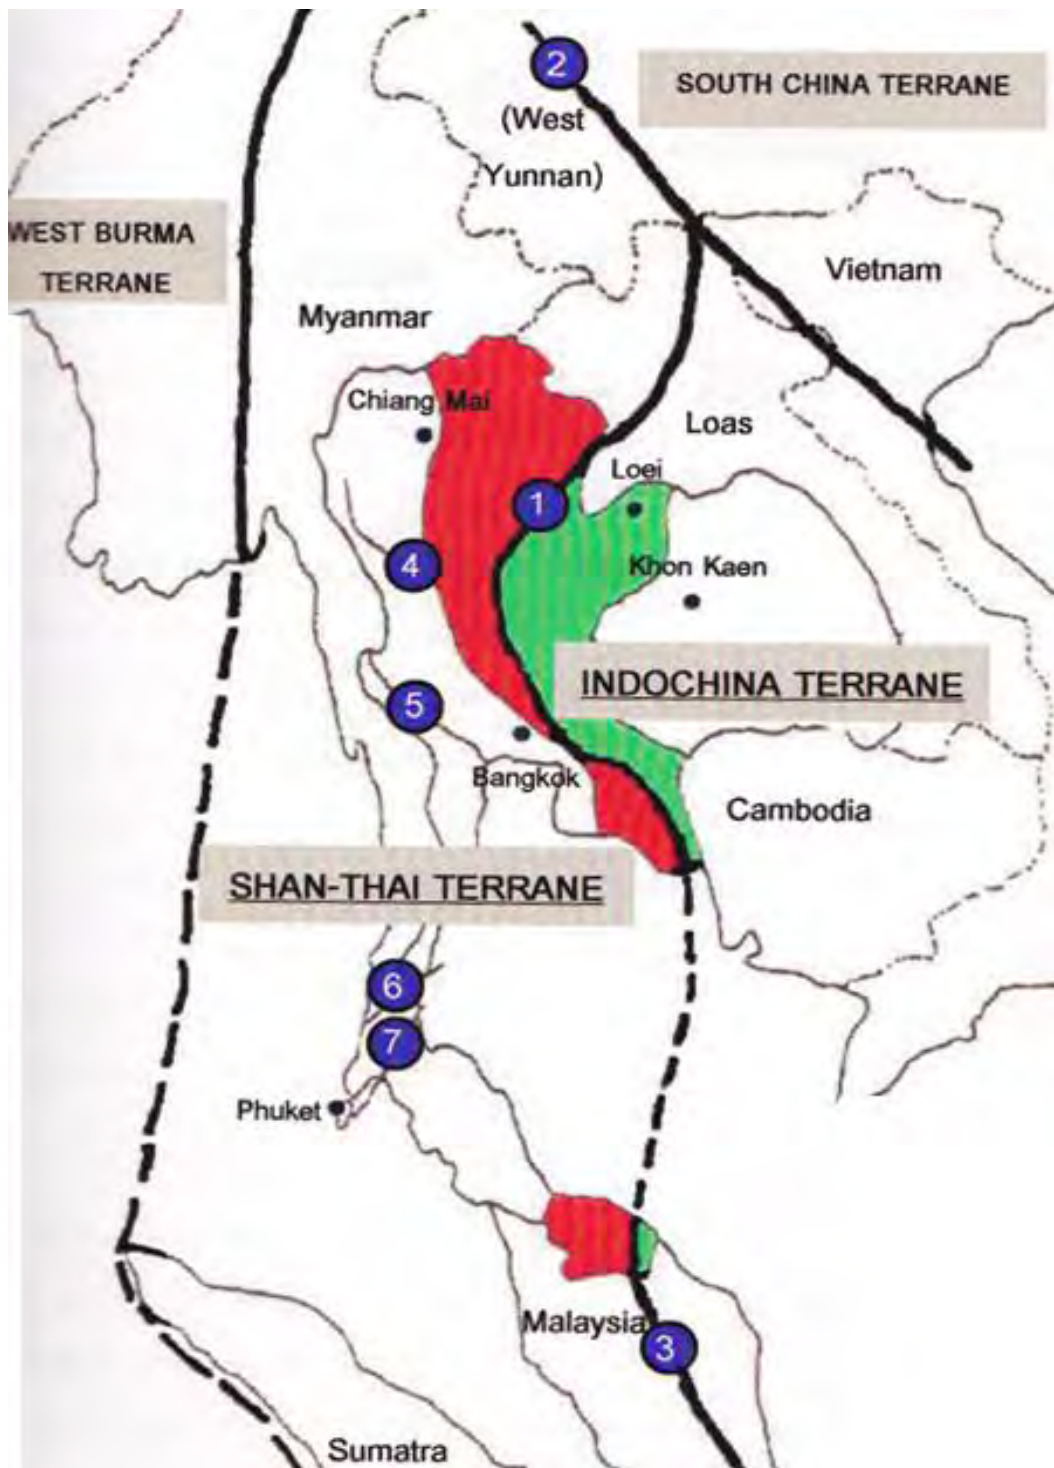 2
SOUTH CHINA TERRANE
(West
Yunnan)
WEST BURMA
TERRANE
Vietnam
Myanmar
Chiang Mai
Loas
Loei
1
4
Khon Kaen
INDOCHINA TERRANE
5
Bangkok
Cambodia
SHAN-THAI TERRANE
6
7
Phuket
Malaysia
3
Sumatra